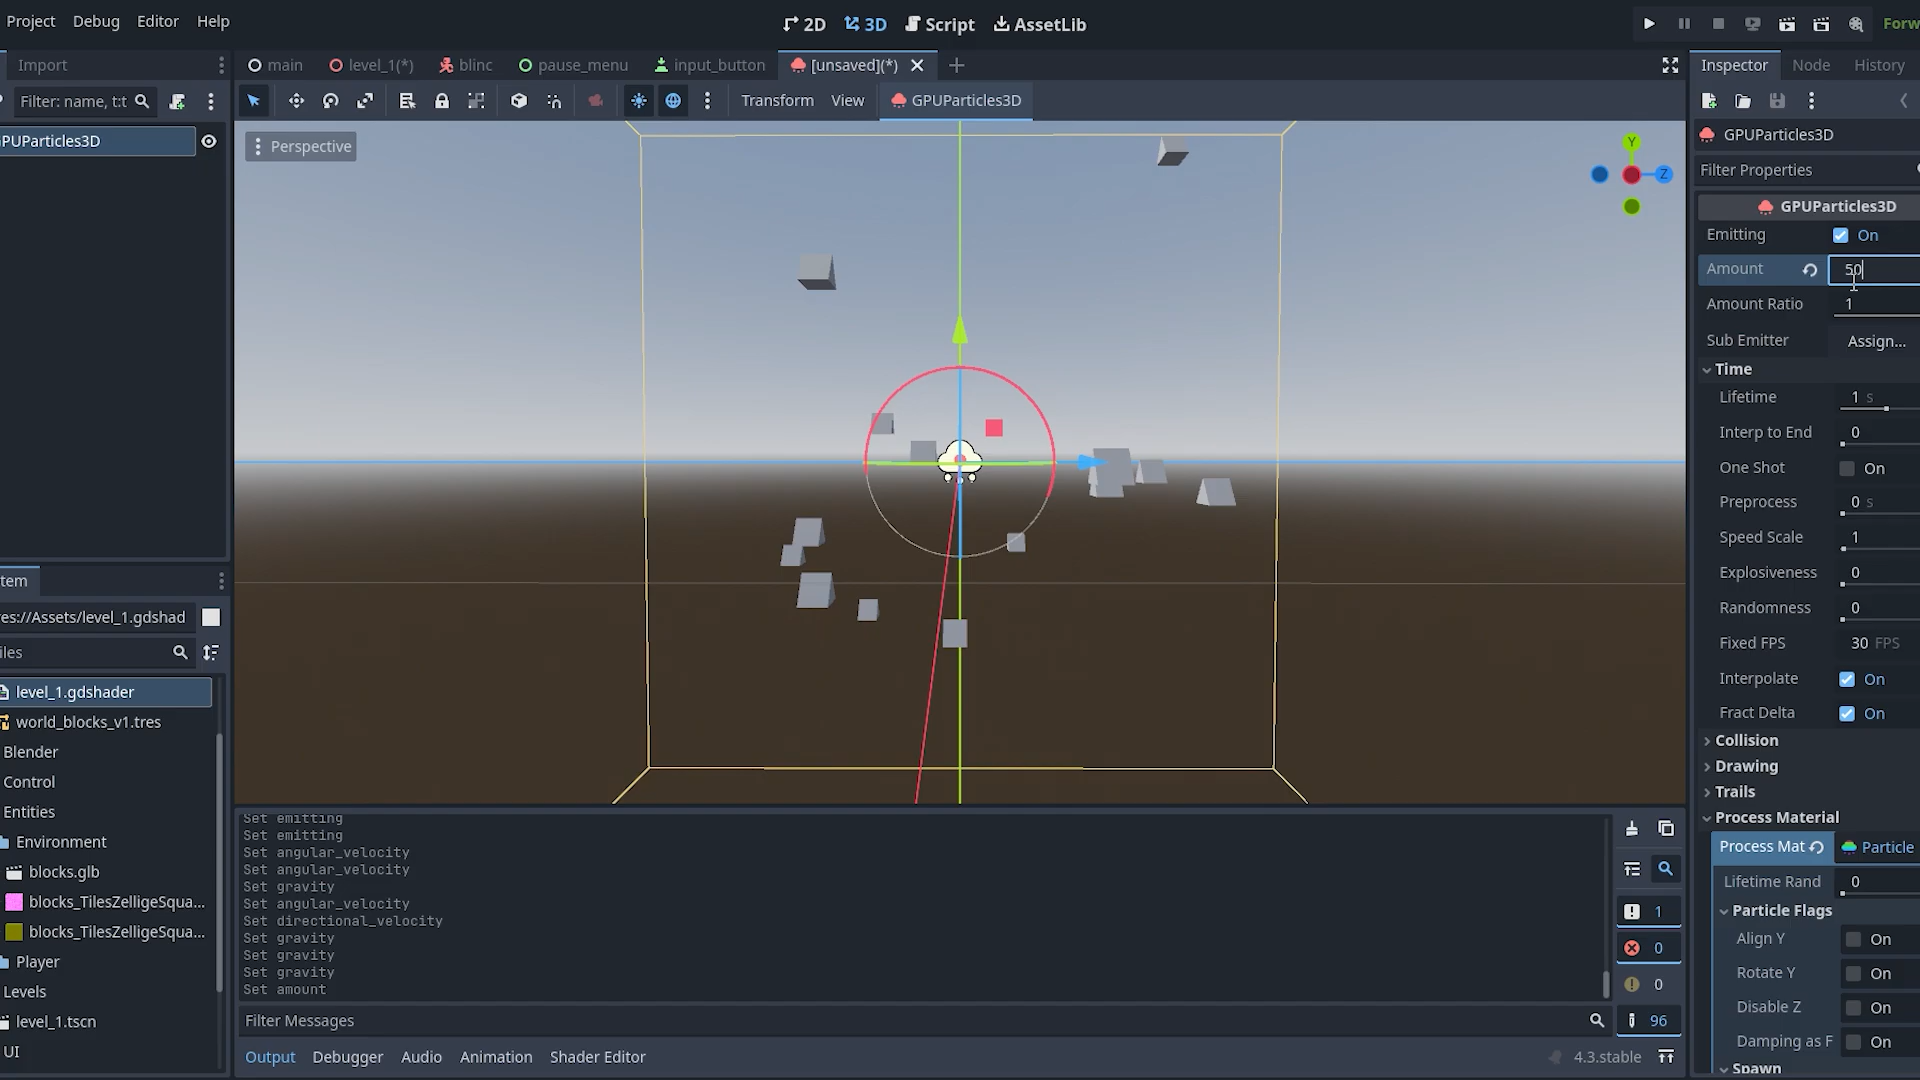 Project Debug Editor Help
2D 3D Script AssetLib
Forw
Import
main level_1(*) blinc pause_menu input_button [unsaved](*)
Inspector Node History
Filter: name, t:t
Transform View GPUParticles3D
GPUParticles3D
Perspective
Y
Z
GPUParticles3D
Filter Properties
GPUParticles3D
Emitting On
Amount 50
Amount Ratio 1
Sub Emitter Assign...
Time
Lifetime 1 s
Interp to End 0
One Shot On
Preprocess 0 s
Speed Scale 1
Explosiveness 0
Randomness 0
Fixed FPS 30 FPS
Interpolate On
Fract Delta On
Collision
Drawing
Trails
Process Material
Process Mat Particle
Lifetime Rand 0
Particle Flags
Align Y On
Rotate Y On
Disable Z On
Damping as F On
Spawn
tem
res://Assets/level_1.gdshad
iles
level_1.gdshader
world_blocks_v1.tres
Blender
Control
Entities
Environment
blocks.glb
blocks_TilesZelligeSqua...
blocks_TilesZelligeSqua...
Player
Levels
level_1.tscn
UI
Set emitting
Set emitting
Set angular_velocity
Set angular_velocity
Set gravity
Set angular_velocity
Set directional_velocity
Set gravity
Set gravity
Set gravity
Set amount
1
0
0
96
Filter Messages
Output Debugger Audio Animation Shader Editor
4.3.stable